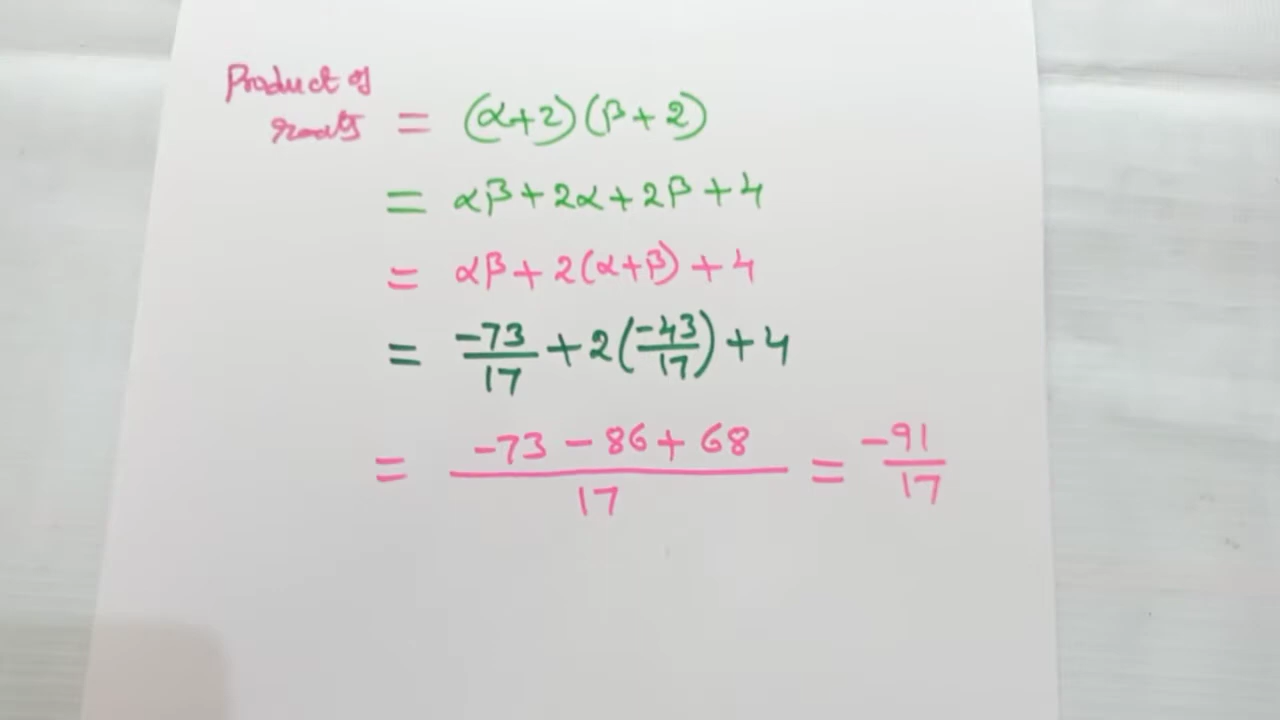 Product of
roots = (α+2)(β+2)
= αβ + 2α + 2β + 4
= αβ + 2(α+β) + 4
= -73/17 + 2(-43/17) + 4
= (-73 - 86 + 68)/17 = -91/17